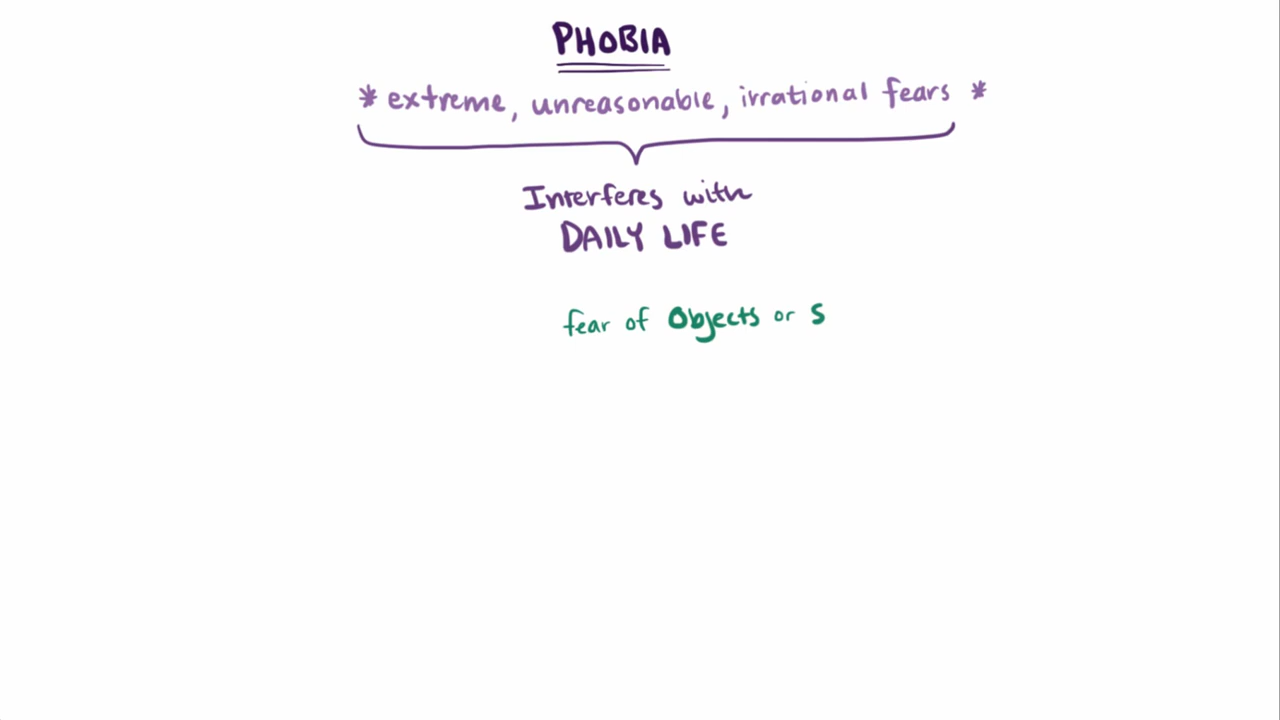 PHOBIA
* extreme, unreasonable, irrational fears *
Interferes with
DAILY LIFE
fear of Objects or S